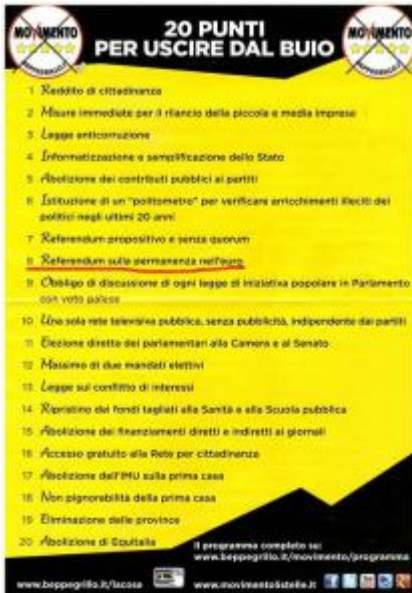 MOVIMENTO
BEPPEGRILLO.IT
20 PUNTI
PER USCIRE DAL BUIO
MOVIMENTO
BEPPEGRILLO.IT
1 Reddito di cittadinanza
2 Misure immediate per il rilancio della piccola e media impresa
3 Legge anticorruzione
4 Informatizzazione e semplificazione dello Stato
5 Abolizione dei contributi pubblici ai partiti
6 Istituzione di un "politometro" per verificare arricchimenti illeciti dei
politici negli ultimi 20 anni
7 Referendum propositivo e senza quorum
8 Referendum sulla permanenza nell'euro
9 Obbligo di discussione di ogni legge di iniziativa popolare in Parlamento
con voto palese
10 Una sola rete televisiva pubblica, senza pubblicità, indipendente dai partiti
11 Elezione diretta dei parlamentari alla Camera e al Senato
12 Massimo di due mandati elettivi
13 Legge sul conflitto di interessi
14 Ripristino dei fondi tagliati alla Sanità e alla Scuola pubblica
15 Abolizione dei finanziamenti diretti e indiretti ai giornali
16 Accesso gratuito alla Rete per cittadinanza
17 Abolizione dell'IMU sulla prima casa
18 Non pignorabilità della prima casa
19 Eliminazione delle province
20 Abolizione di Equitalia
Il programma completo su:
www.beppegrillo.it/movimento/programma
www.beppegrillo.it/lacosa
www.movimento5stelle.it